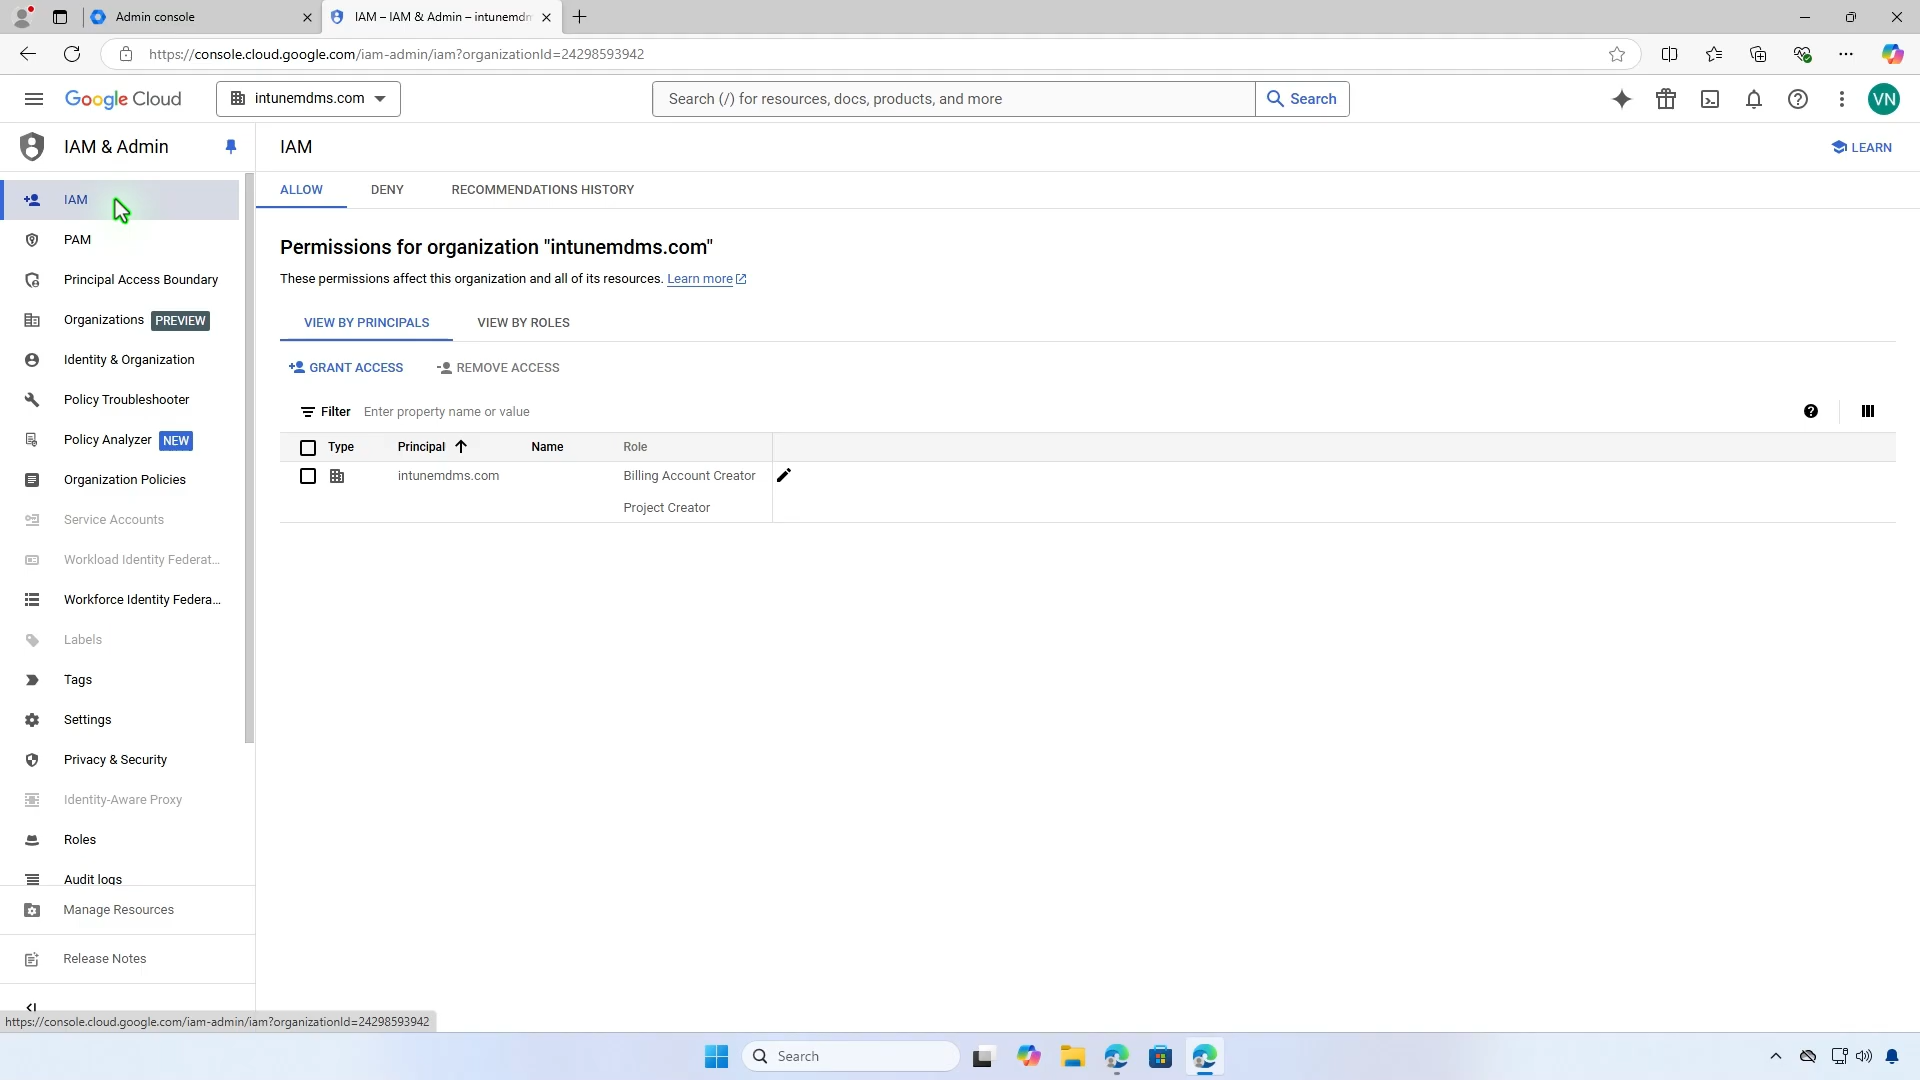 Admin console
IAM – IAM & Admin – intunemdm
https://console.cloud.google.com/iam-admin/iam?organizationId=24298593942
Google Cloud
intunemdms.com
Search (/) for resources, docs, products, and more
Search
VN
IAM & Admin
IAM
LEARN
IAM
PAM
Principal Access Boundary
Organizations PREVIEW
Identity & Organization
Policy Troubleshooter
Policy Analyzer NEW
Organization Policies
Service Accounts
Workload Identity Federat...
Workforce Identity Federa...
Labels
Tags
Settings
Privacy & Security
Identity-Aware Proxy
Roles
Audit logs
Manage Resources
Release Notes
ALLOW DENY RECOMMENDATIONS HISTORY
Permissions for organization "intunemdms.com"
These permissions affect this organization and all of its resources. Learn more
VIEW BY PRINCIPALS VIEW BY ROLES
GRANT ACCESS REMOVE ACCESS
Filter Enter property name or value
Type Principal Name Role
intunemdms.com Billing Account Creator
Project Creator
https://console.cloud.google.com/iam-admin/iam?organizationId=24298593942
Search